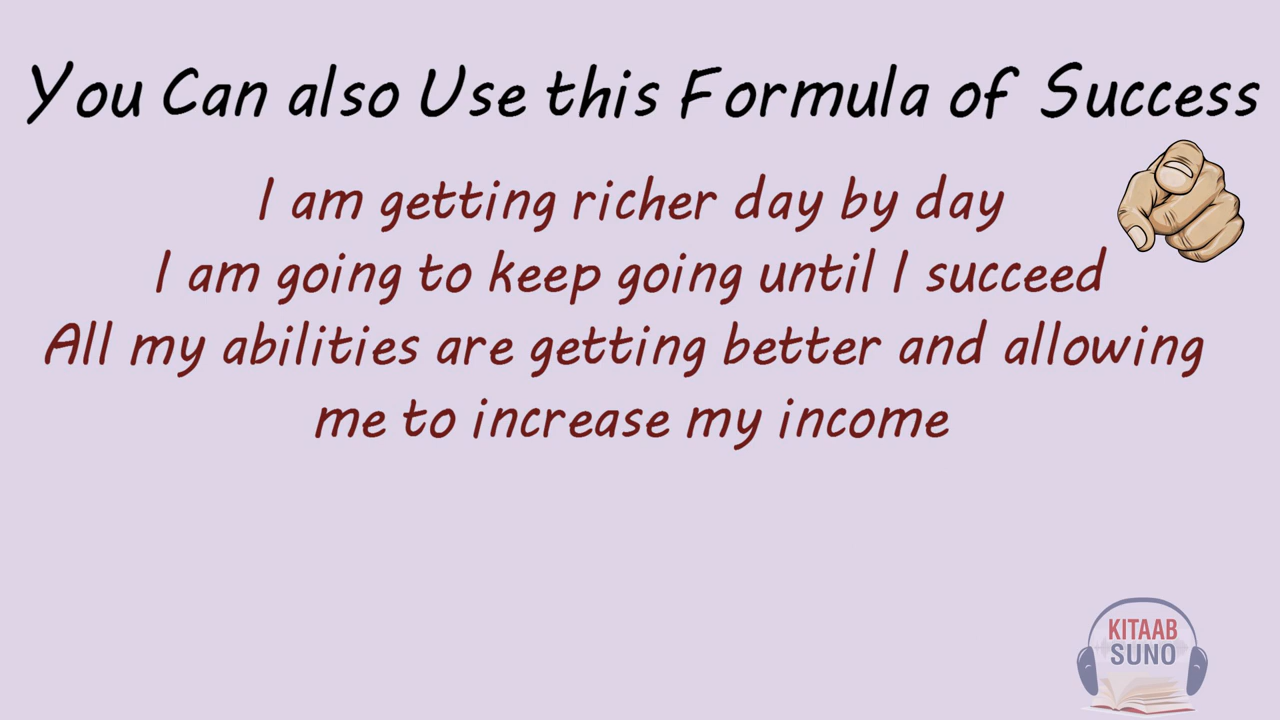 You Can also Use this Formula of Success
I am getting richer day by day
I am going to keep going until I succeed
All my abilities are getting better and allowing
me to increase my income
KITAAB
SUNO